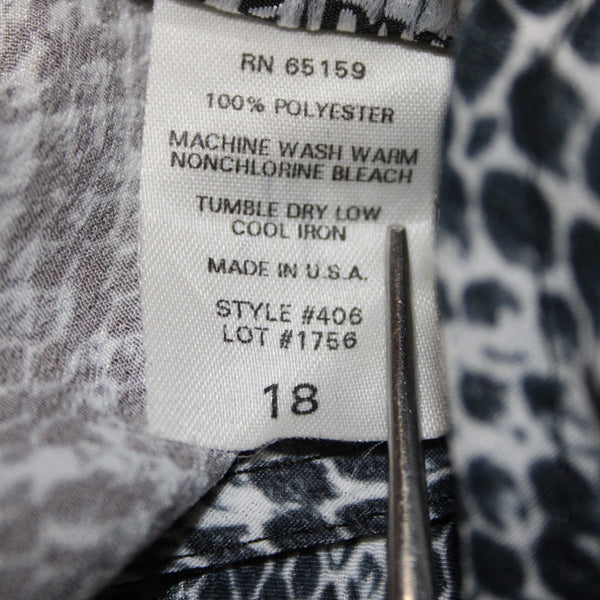 RN 65159
100% POLYESTER
MACHINE WASH WARM
NONCHLORINE BLEACH
TUMBLE DRY LOW
COOL IRON
MADE IN U.S.A.
STYLE #406
LOT #1756
18